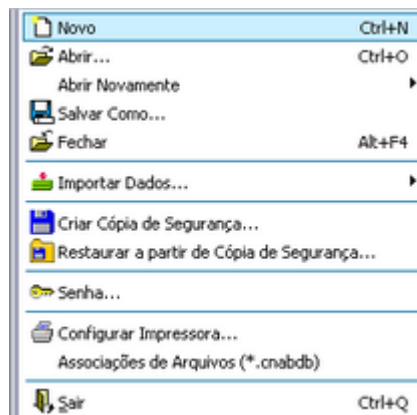 Novo Ctrl+N
Abrir... Ctrl+O
Abrir Novamente
Salvar Como...
Fechar Alt+F4
Importar Dados...
Criar Cópia de Segurança...
Restaurar a partir de Cópia de Segurança...
Senha...
Configurar Impressora...
Associações de Arquivos (*.cnabdb)
Sair Ctrl+Q